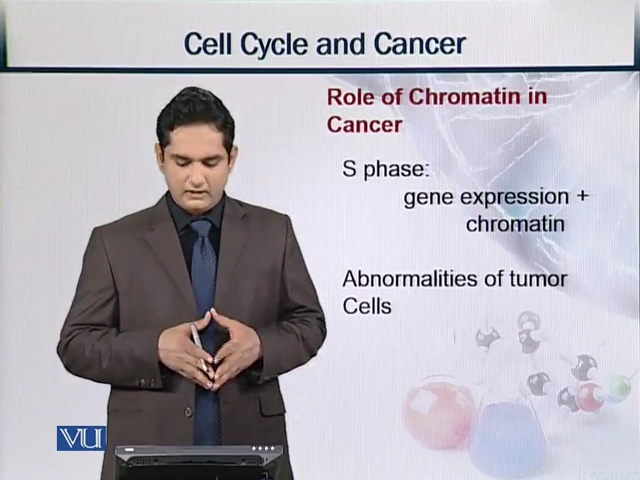 Cell Cycle and Cancer
Role of Chromatin in
Cancer
S phase:
gene expression +
chromatin
Abnormalities of tumor
Cells
VU